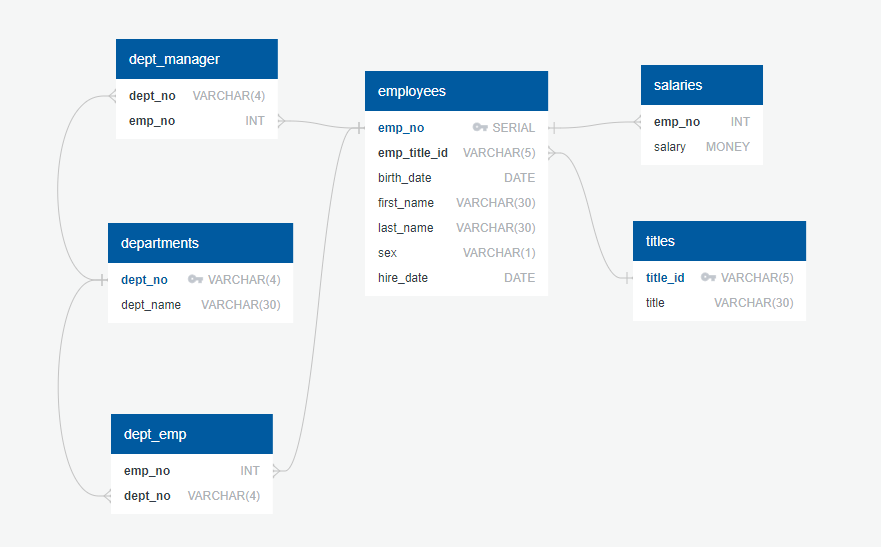 dept_manager
dept_no VARCHAR(4)
emp_no INT
departments
dept_no VARCHAR(4)
dept_name VARCHAR(30)
dept_emp
emp_no INT
dept_no VARCHAR(4)
employees
emp_no SERIAL
emp_title_id VARCHAR(5)
birth_date DATE
first_name VARCHAR(30)
last_name VARCHAR(30)
sex VARCHAR(1)
hire_date DATE
salaries
emp_no INT
salary MONEY
titles
title_id VARCHAR(5)
title VARCHAR(30)